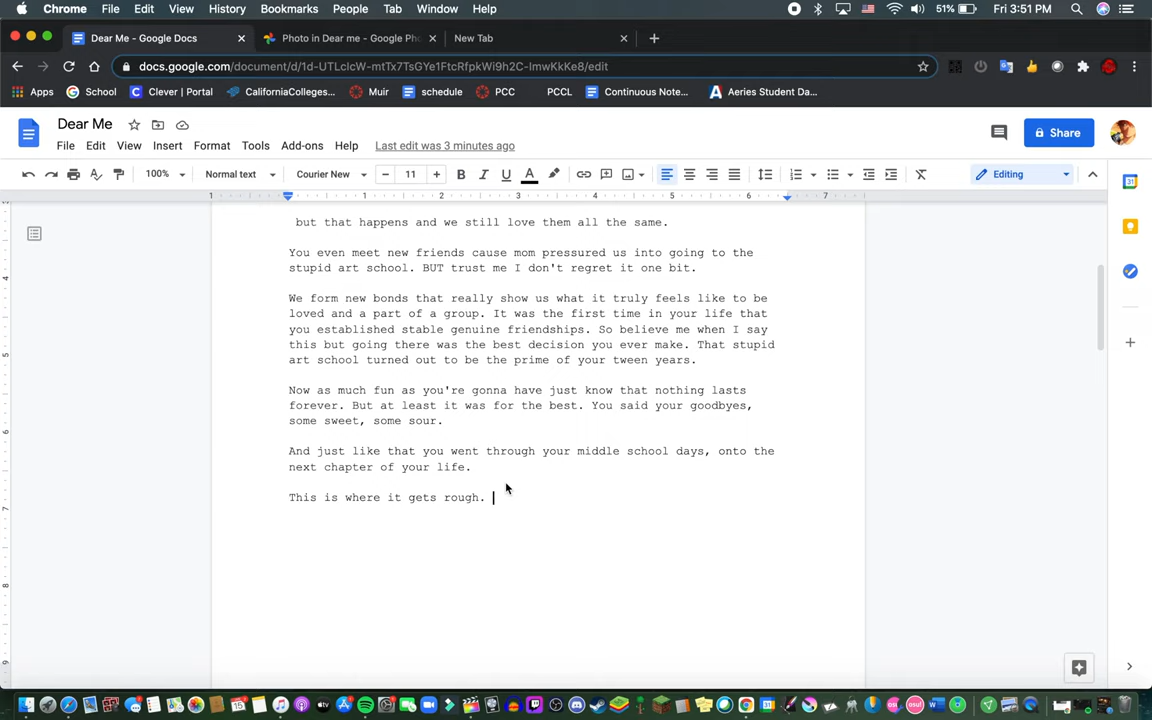 Chrome File Edit View History Bookmarks People Tab Window Help 51% Fri 3:51 PM
Dear Me - Google Docs Photo in Dear me - Google Pho New Tab
docs.google.com/document/d/1d-UTLclcW-mtTx7TsGYe1FtcRfpkWi9h2C-ImwKkKe8/edit
Apps School Clever | Portal CaliforniaColleges... Muir schedule PCC PCCL Continuous Note... Aeries Student Da...
Dear Me
File Edit View Insert Format Tools Add-ons Help Last edit was 3 minutes ago
Share
100% Normal text Courier New 11 Editing
1 1 2 3 4 5 6 7
but that happens and we still love them all the same.
You even meet new friends cause mom pressured us into going to the
stupid art school. BUT trust me I don't regret it one bit.
We form new bonds that really show us what it truly feels like to be
loved and a part of a group. It was the first time in your life that
you established stable genuine friendships. So believe me when I say
this but going there was the best decision you ever make. That stupid
art school turned out to be the prime of your tween years.
Now as much fun as you're gonna have just know that nothing lasts
forever. But at least it was for the best. You said your goodbyes,
some sweet, some sour.
And just like that you went through your middle school days, onto the
next chapter of your life.
This is where it gets rough.